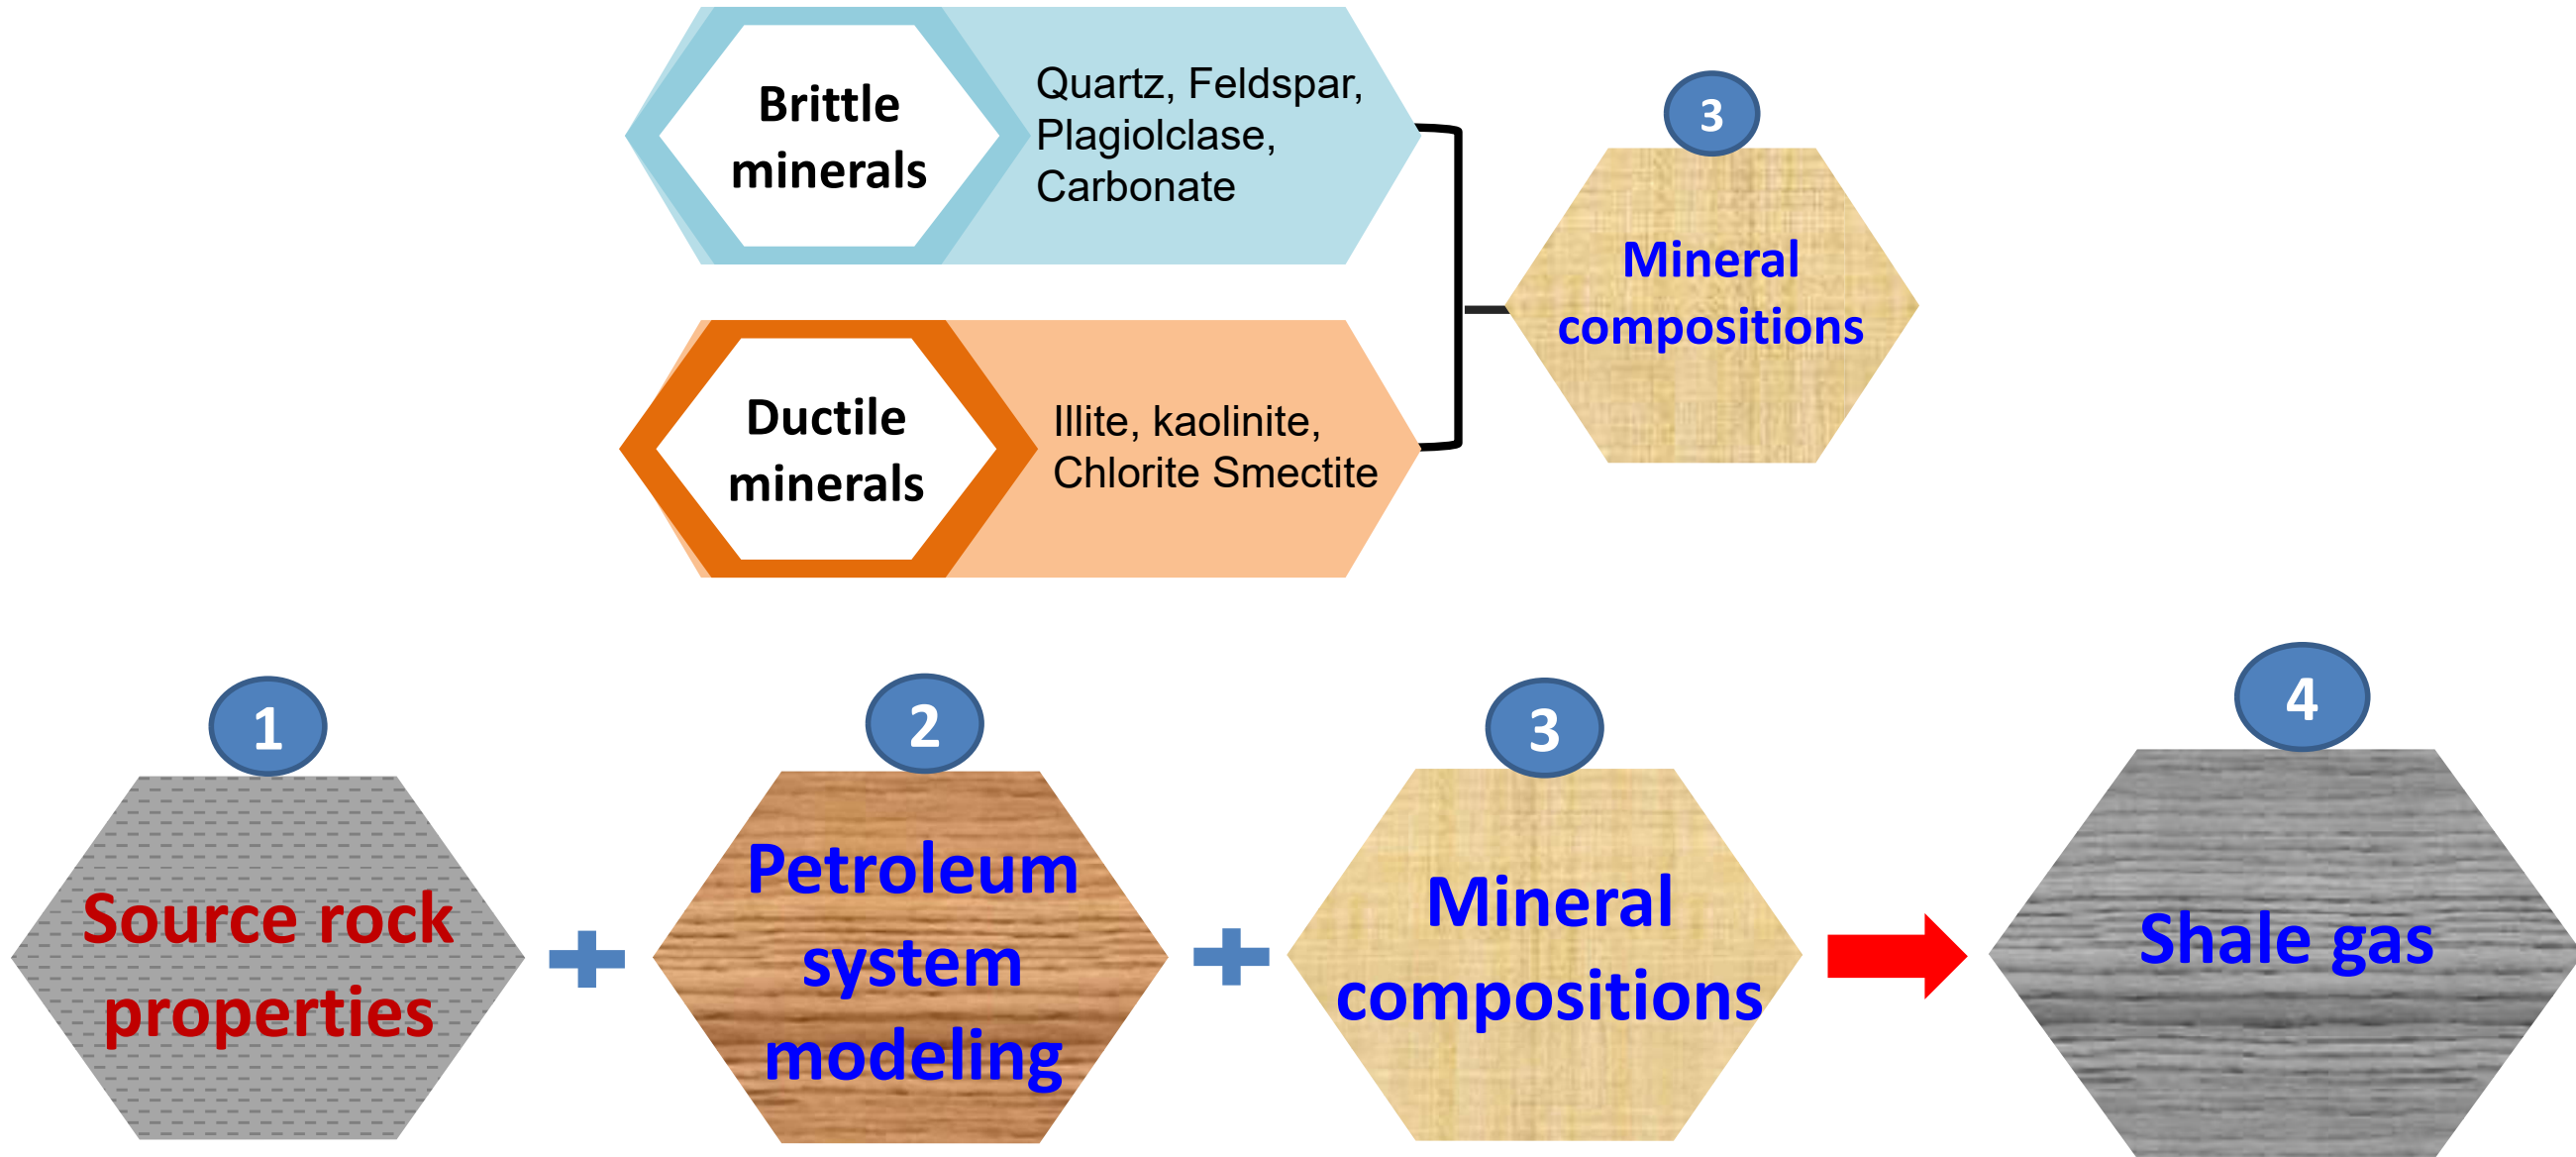 Brittle
minerals
Quartz, Feldspar,
Plagiolclase,
Carbonate
3
Mineral
compositions
Ductile
minerals
Illite, kaolinite,
Chlorite Smectite
1
Source rock
properties
2
Petroleum
system
modeling
3
Mineral
compositions
4
Shale gas